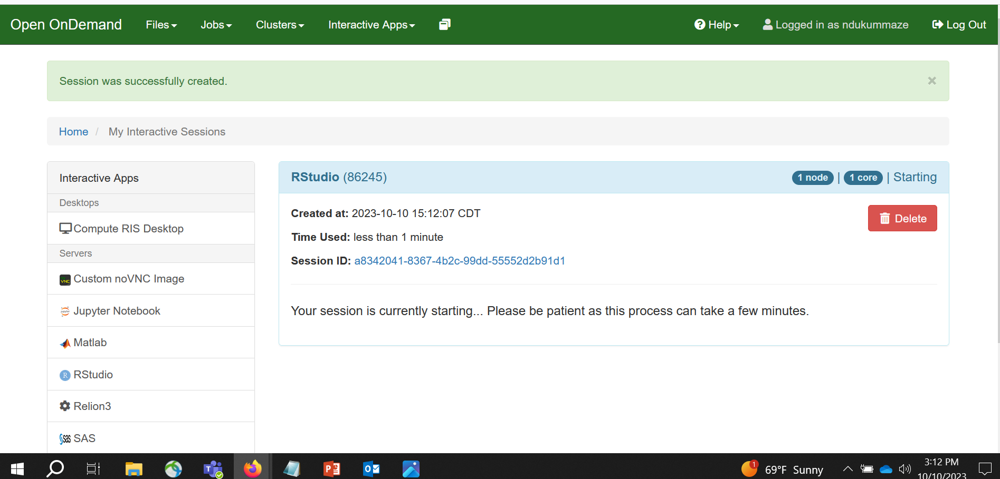 Open OnDemand Files Jobs Clusters Interactive Apps Help Logged in as ndukummaze Log Out
Session was successfully created. ×
Home / My Interactive Sessions
Interactive Apps
Desktops
Compute RIS Desktop
Servers
VNC Custom noVNC Image
jupyter Jupyter Notebook
Matlab
R RStudio
Relion3
sas SAS
RStudio (86245) 1 node | 1 core | Starting
Created at: 2023-10-10 15:12:07 CDT
Delete
Time Used: less than 1 minute
Session ID: a8342041-8367-4b2c-99dd-55552d2b91d1
Your session is currently starting... Please be patient as this process can take a few minutes.
1 69°F Sunny 3:12 PM
10/10/2023